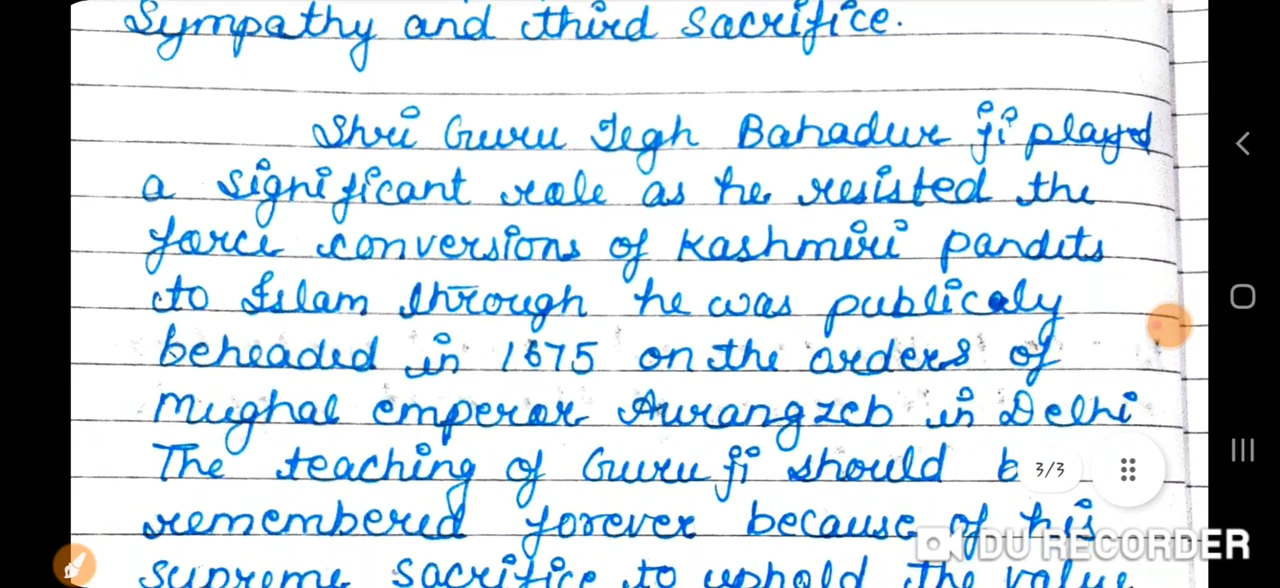 Sympathy and third sacrifice.
Shri Guru Tegh Bahadur ji played
a significant role as he resisted the
force conversions of Kashmiri pandits
to Islam through he was publicaly
beheaded in 1675 on the orders of
Mughal emperor Aurangzeb in Delhi
The teaching of Guru ji should b
3/3
remembered forever because of his
DU RECORDER
supreme sacrifice to uphold the value